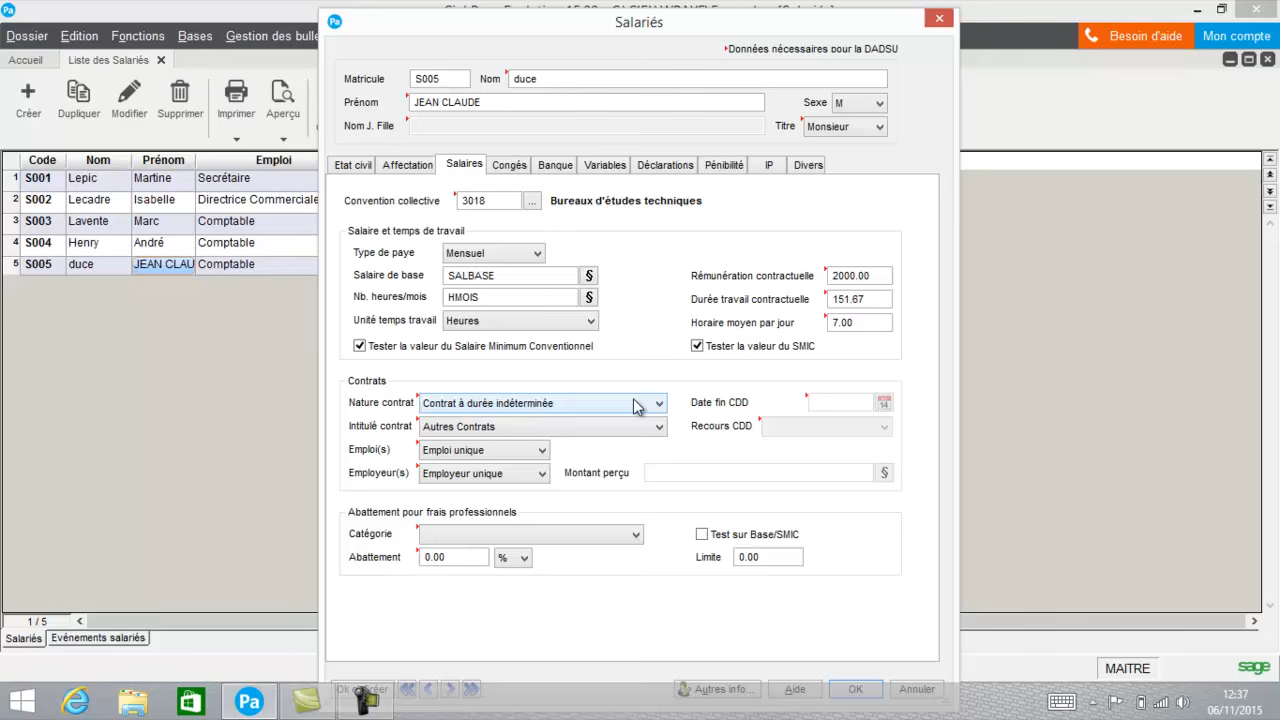 Salariés
Dossier Edition Fonctions Bases Gestion des bulle
Besoin d'aide Mon compte
Accueil Liste des Salariés
Créer Dupliquer Modifier Supprimer Imprimer Aperçu
Code Nom Prénom Emploi
1 S001 Lepic Martine Secrétaire
2 S002 Lecadre Isabelle Directrice Commerciale
3 S003 Lavente Marc Comptable
4 S004 Henry André Comptable
5 S005 duce JEAN CLAU Comptable
1 / 5
Salariés Evénements salariés
Données nécessaires pour la DADSU
Matricule S005 Nom duce
Prénom JEAN CLAUDE Sexe M
Nom J. Fille Titre Monsieur
Etat civil Affectation Salaires Congés Banque Variables Déclarations Pénibilité IP Divers
Convention collective 3018 ... Bureaux d'études techniques
Salaire et temps de travail
Type de paye Mensuel
Salaire de base SALBASE § Rémunération contractuelle 2000.00
Nb. heures/mois HMOIS § Durée travail contractuelle 151.67
Unité temps travail Heures Horaire moyen par jour 7.00
Tester la valeur du Salaire Minimum Conventionnel Tester la valeur du SMIC
Contrats
Nature contrat Contrat à durée indéterminée Date fin CDD 14
Intitulé contrat Autres Contrats Recours CDD
Emploi(s) Emploi unique
Employeur(s) Employeur unique Montant perçu §
Abattement pour frais professionnels
Catégorie Test sur Base/SMIC
Abattement 0.00 % Limite 0.00
Autres info... Aide OK Annuler
MAITRE sage
Pa
12:37
06/11/2015